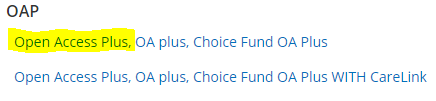 OAP
Open Access Plus, OA plus, Choice Fund OA Plus
Open Access Plus, OA plus, Choice Fund OA Plus WITH CareLink